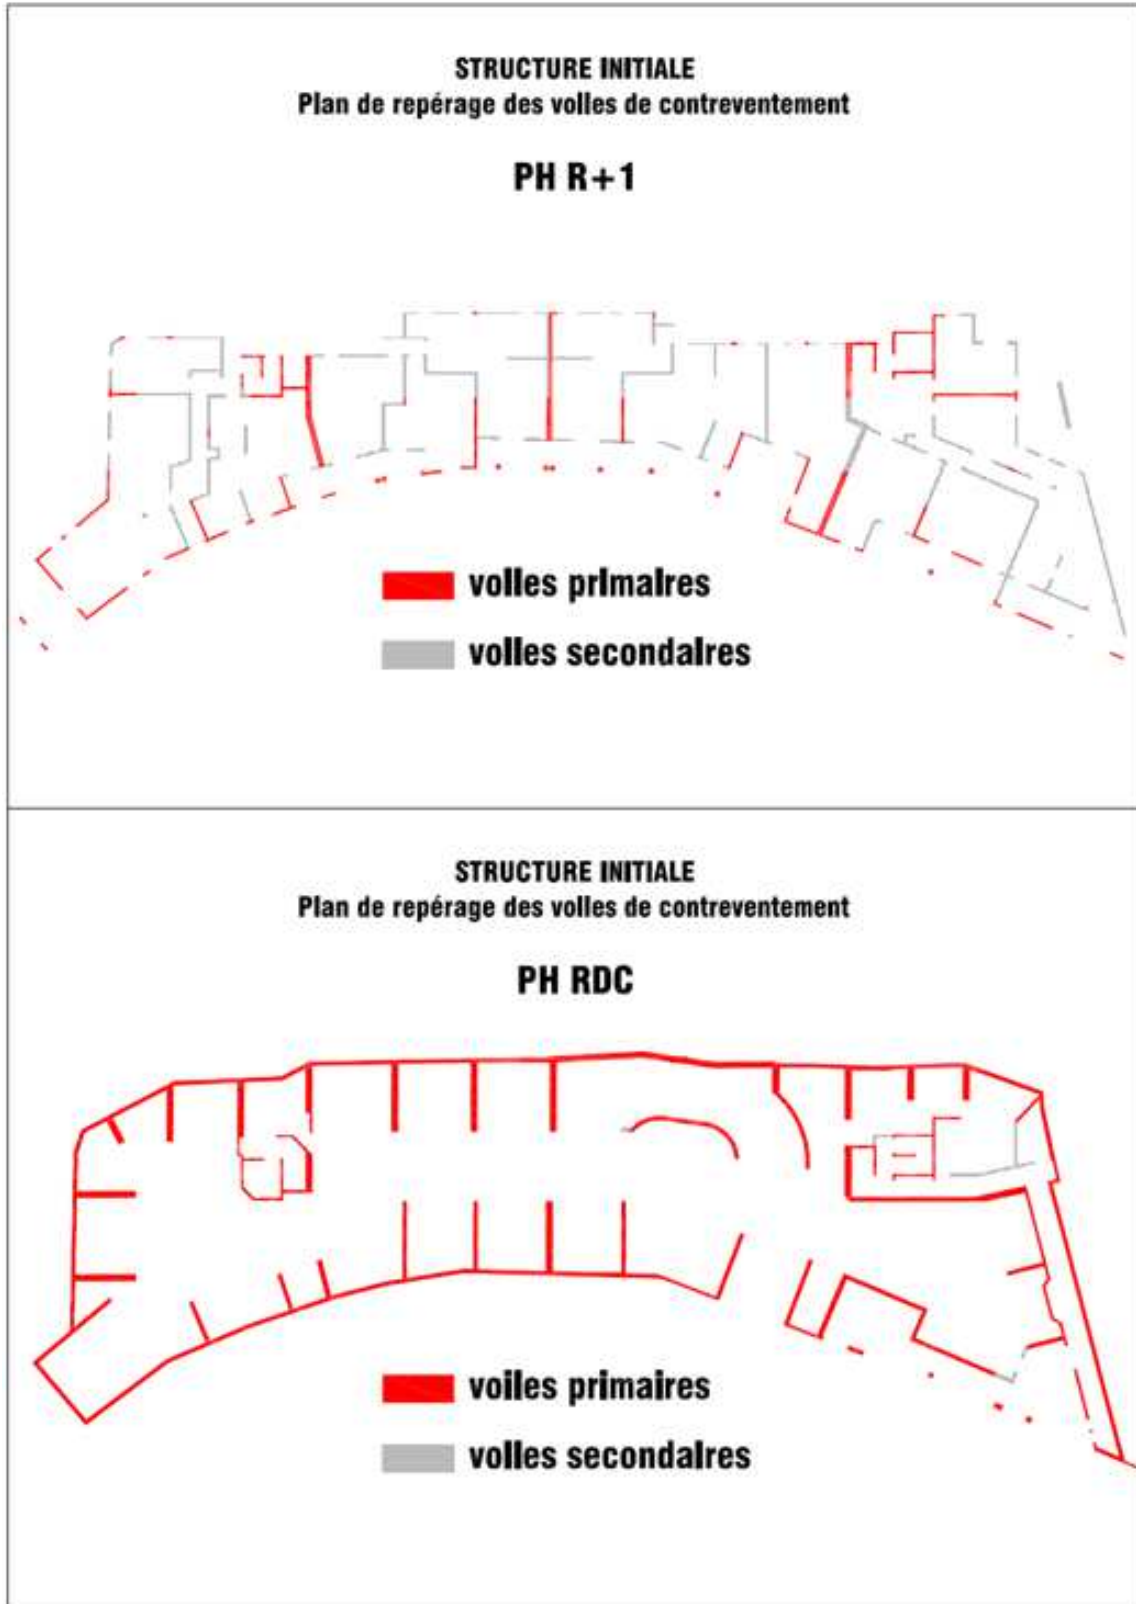 STRUCTURE INITIALE
Plan de repérage des voiles de contreventement
PH R+1
voiles primaires
voiles secondaires
STRUCTURE INITIALE
Plan de repérage des voiles de contreventement
PH RDC
voiles primaires
voiles secondaires